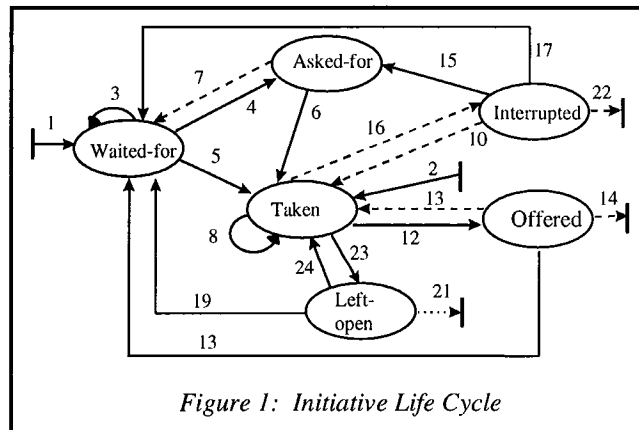 17
Asked-for
15
7
3
4
22
1
6
16
Interrupted
10
Waited-for
5
2
13
14
Taken
Offered
12
8
23
24
21
19
Left-
open
13
Figure 1: Initiative Life Cycle